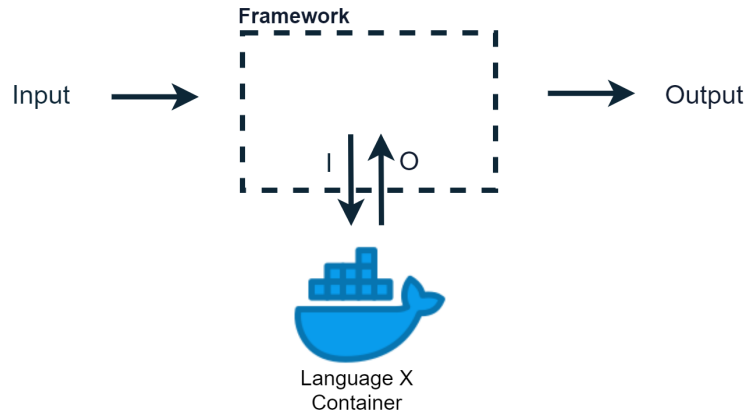 Framework
Input
Output
I
O
Language X
Container